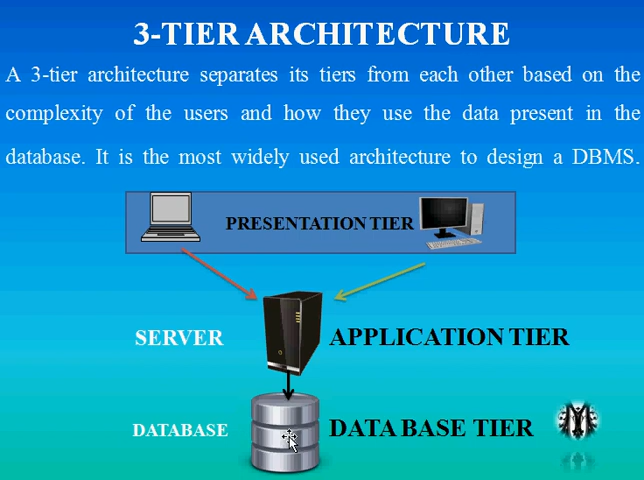 3-TIER ARCHITECTURE
A 3-tier architecture separates its tiers from each other based on the
complexity of the users and how they use the data present in the
database. It is the most widely used architecture to design a DBMS.
PRESENTATION TIER
SERVER APPLICATION TIER
DATABASE DATA BASE TIER